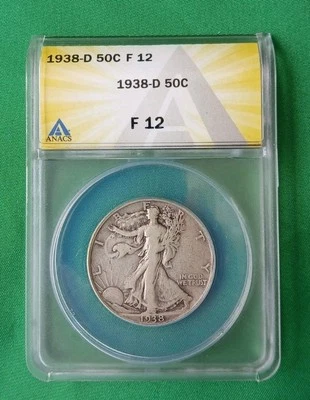 1938-D 50C F 12
1938-D 50C
F 12
ANACS
LIBERTY
IN GOD
WE TRUST
1938